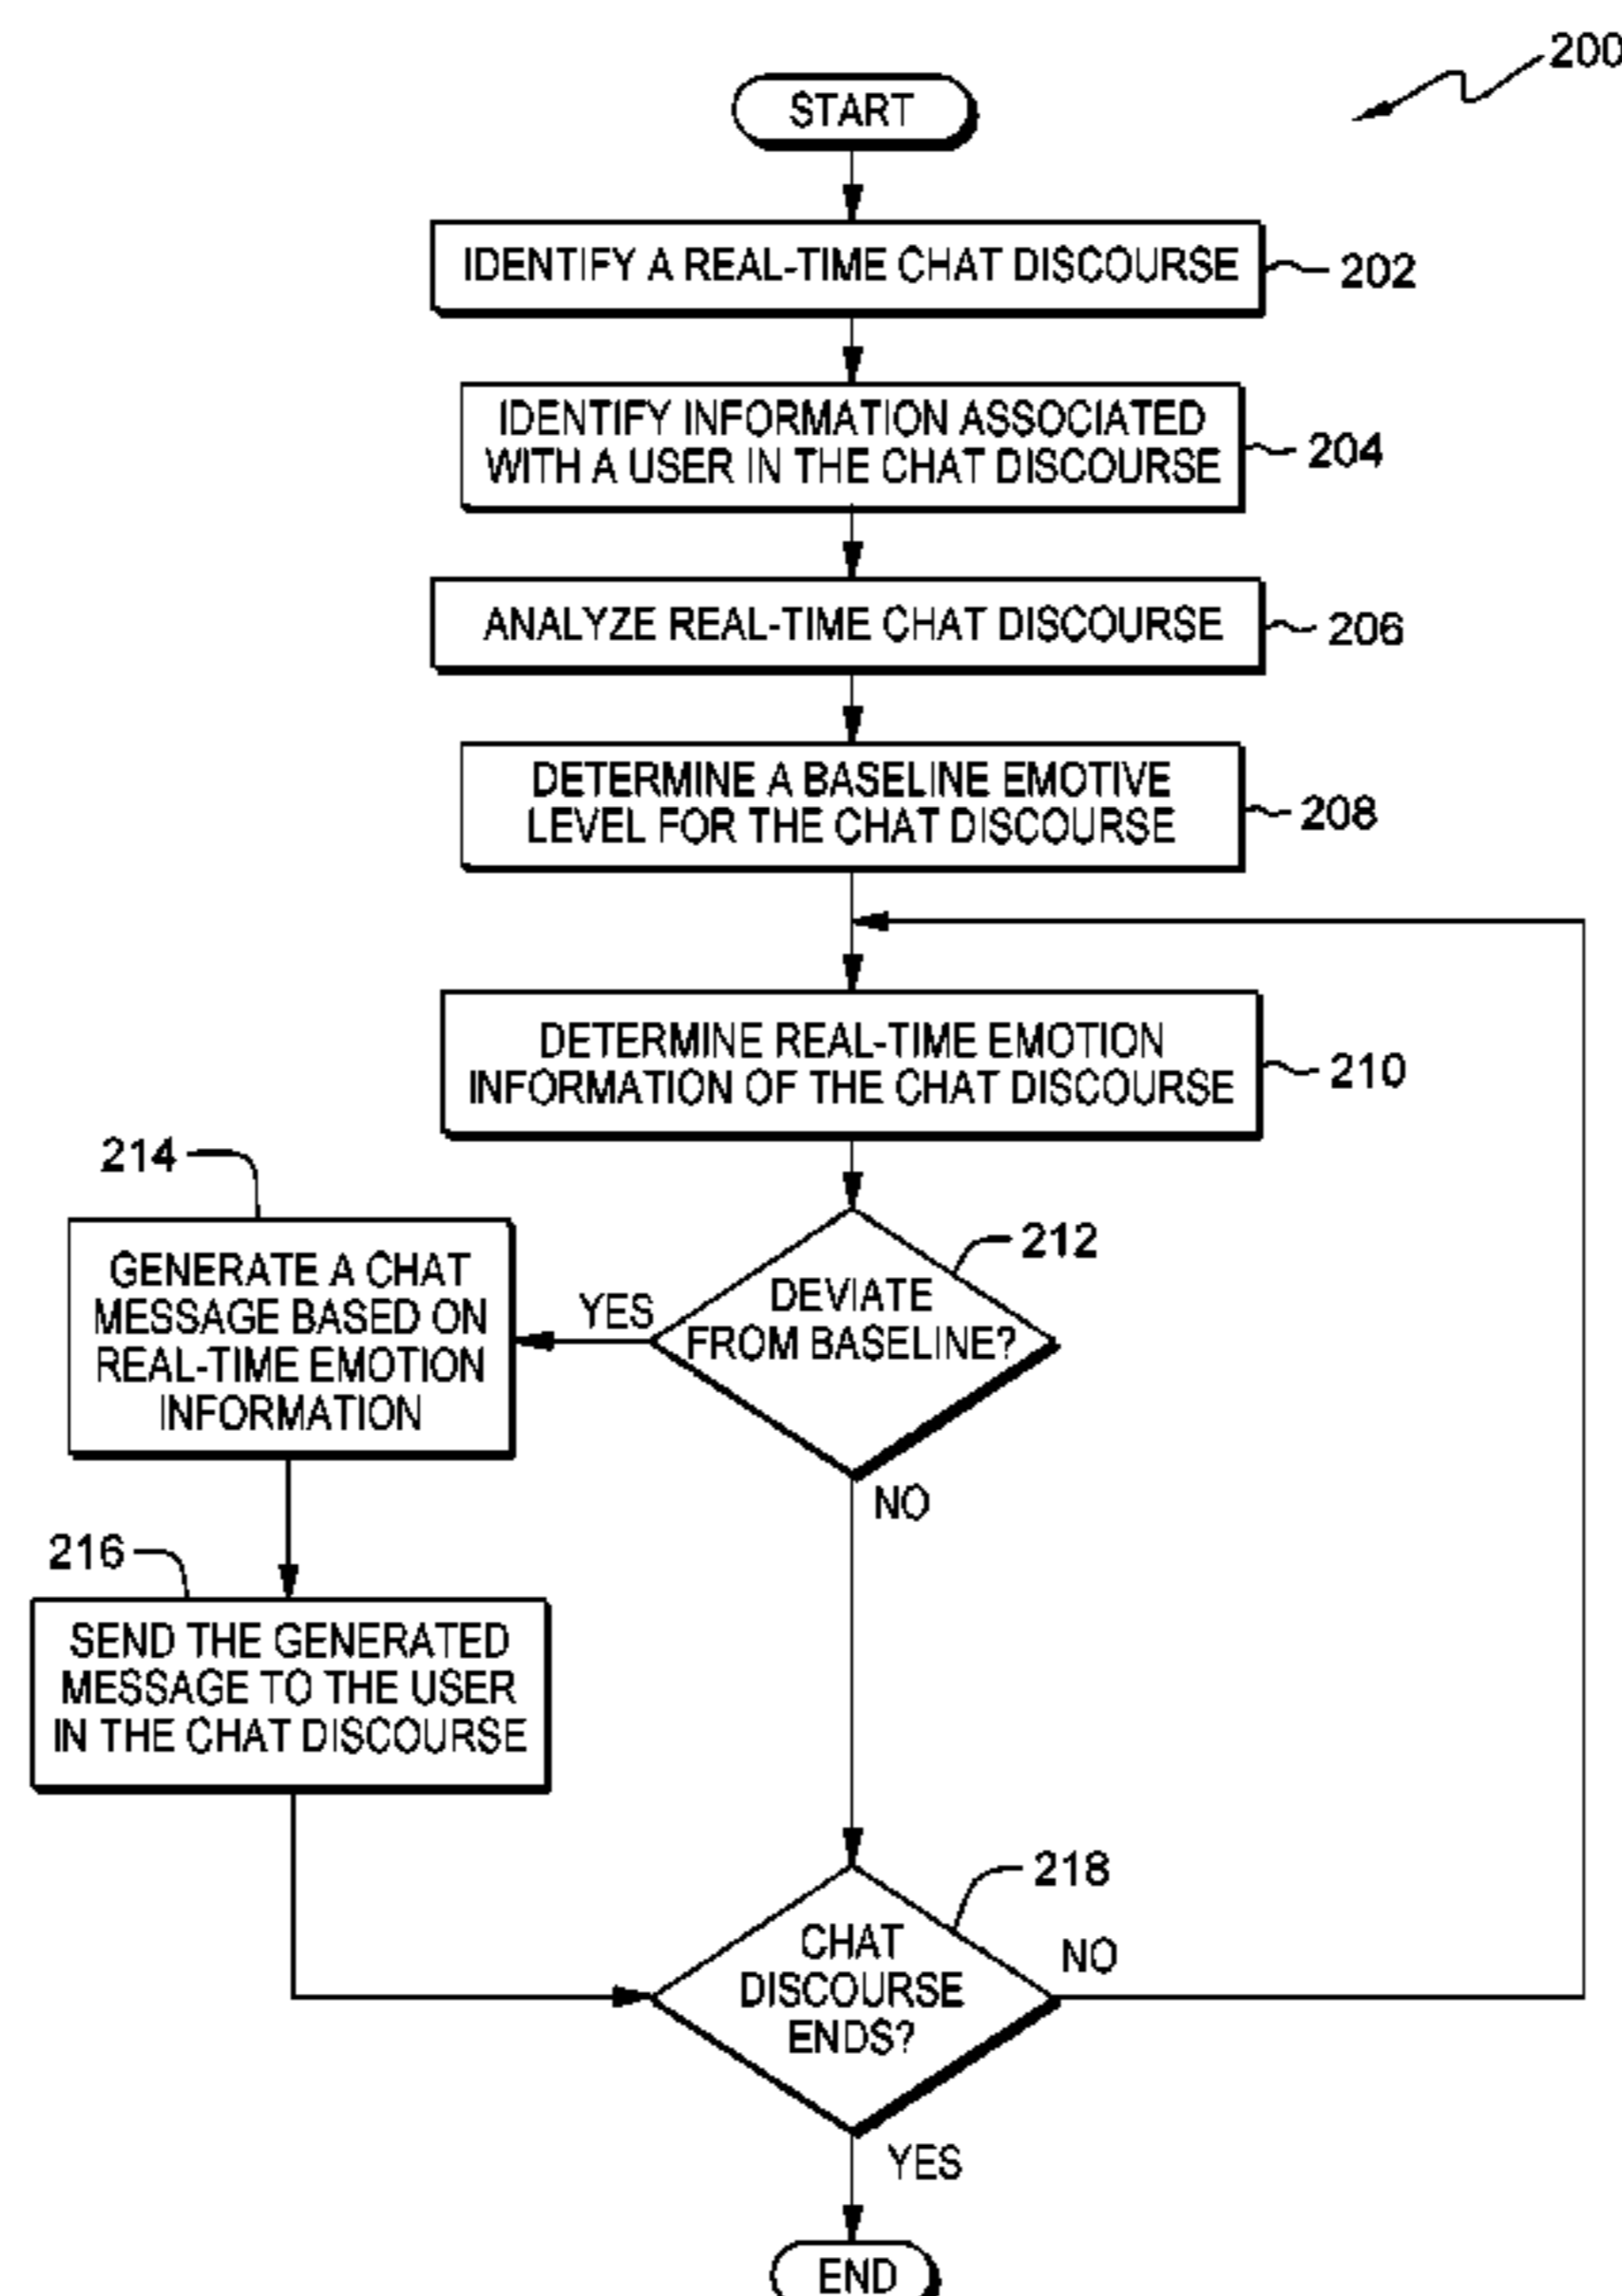 200
START
IDENTIFY A REAL-TIME CHAT DISCOURSE
202
IDENTIFY INFORMATION ASSOCIATED
WITH A USER IN THE CHAT DISCOURSE
204
ANALYZE REAL-TIME CHAT DISCOURSE
206
DETERMINE A BASELINE EMOTIVE
LEVEL FOR THE CHAT DISCOURSE
208
DETERMINE REAL-TIME EMOTION
INFORMATION OF THE CHAT DISCOURSE
210
212
DEVIATE
FROM BASELINE?
YES
NO
214
GENERATE A CHAT
MESSAGE BASED ON
REAL-TIME EMOTION
INFORMATION
216
SEND THE GENERATED
MESSAGE TO THE USER
IN THE CHAT DISCOURSE
218
CHAT
DISCOURSE
ENDS?
NO
YES
END